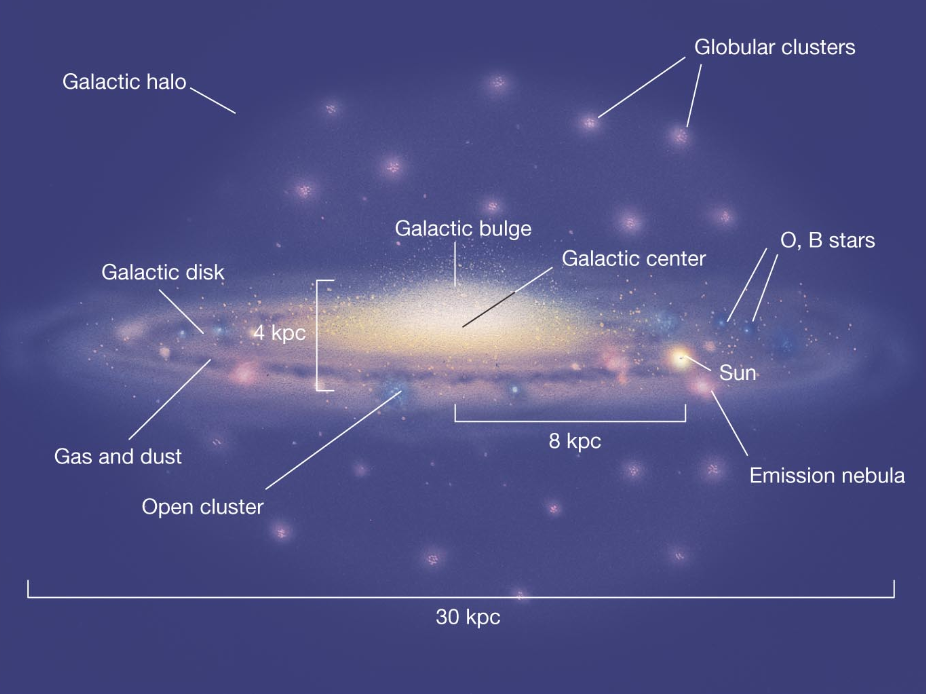 Globular clusters
Galactic halo
Galactic bulge
O, B stars
Galactic center
Galactic disk
4 kpc
Sun
8 kpc
Gas and dust
Emission nebula
Open cluster
30 kpc